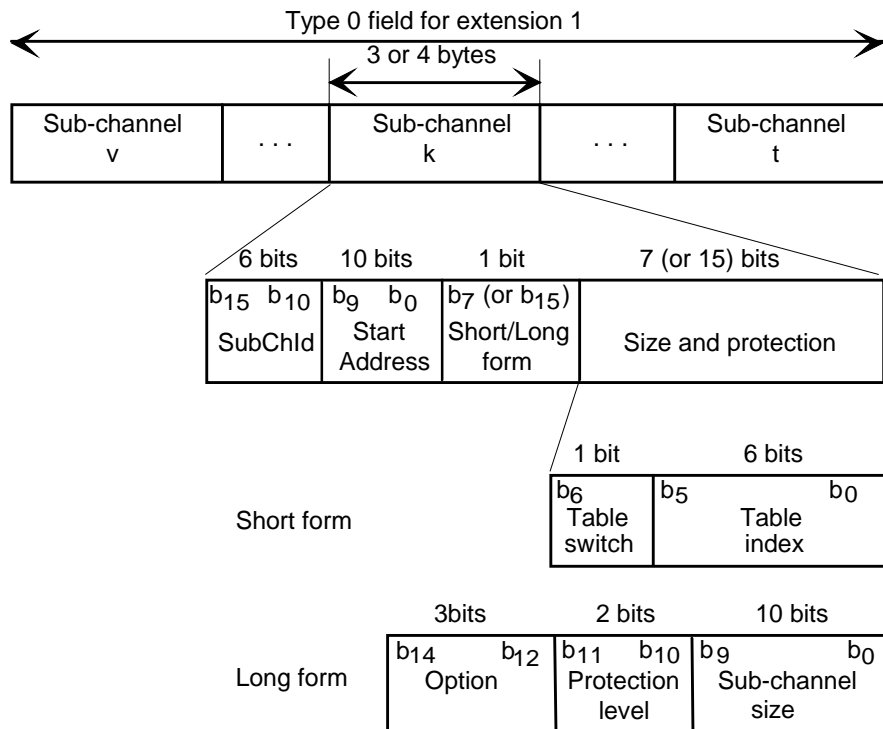 Type 0 field for extension 1
3 or 4 bytes
Sub-channel v
. . .
Sub-channel k
. . .
Sub-channel t
6 bits
10 bits
1 bit
7 (or 15) bits
b15 b10
SubChId
b9 b0
Start
Address
b7 (or b15)
Short/Long
form
Size and protection
1 bit
6 bits
Short form
b6
Table
switch
b5 b0
Table
index
3bits
2 bits
10 bits
Long form
b14 b12
Option
b11 b10
Protection
level
b9 b0
Sub-channel
size